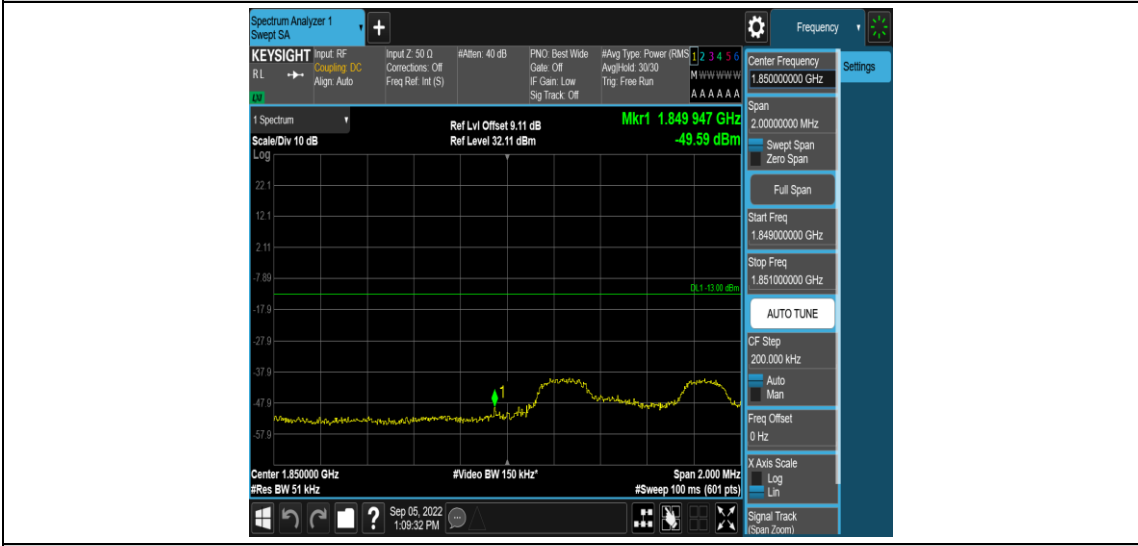 Spectrum Analyzer 1
Swept SA
+
Frequency
KEYSIGHT
RL
Input: RF
Coupling: DC
Align: Auto
Input Z: 50 Ω
Corrections: Off
Freq Ref: Int (S)
#Atten: 40 dB
PNO: Best Wide
Gate: Off
IF Gain: Low
Sig Track: Off
#Avg Type: Power (RMS
Avg|Hold: 30/30
Trig: Free Run
1 2 3 4 5 6
M W W W W W
A A A A A A
1 Spectrum
Scale/Div 10 dB
Log
Ref Lvl Offset 9.11 dB
Ref Level 32.11 dBm
Mkr1 1.849 947 GHz
-49.59 dBm
22.1
12.1
2.11
-7.89
DL1 -13.00 dBm
-17.9
-27.9
-37.9
1
-47.9
-57.9
Center 1.850000 GHz
#Res BW 51 kHz
#Video BW 150 kHz*
Span 2.000 MHz
#Sweep 100 ms (601 pts)
Center Frequency
1.850000000 GHz
Settings
Span
2.00000000 MHz
Swept Span
Zero Span
Full Span
Start Freq
1.849000000 GHz
Stop Freq
1.851000000 GHz
AUTO TUNE
CF Step
200.000 kHz
Auto
Man
Freq Offset
0 Hz
X Axis Scale
Log
Lin
Signal Track
(Span Zoom)
?
Sep 05, 2022
1:09:32 PM